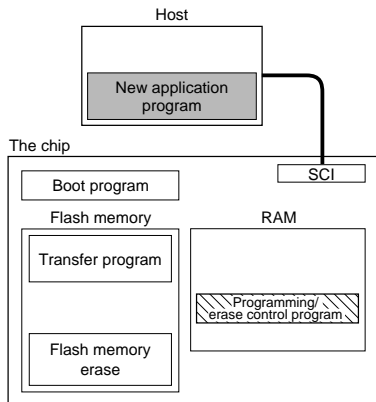 Host
New application
program
The chip
SCI
Boot program
Flash memory
RAM
Transfer program
Programming/
erase control program
Flash memory
erase